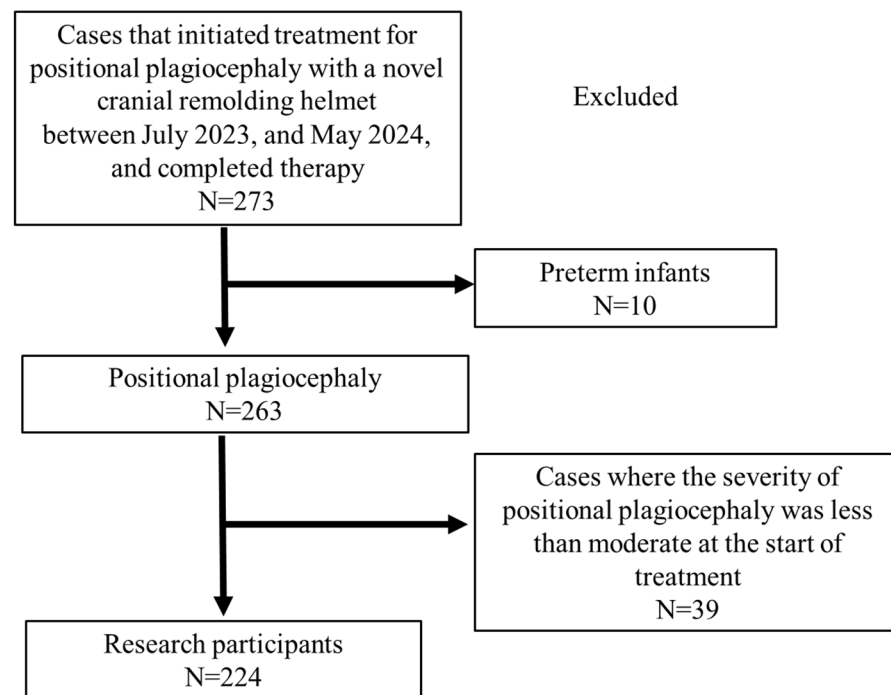 Cases that initiated treatment for
positional plagiocephaly with a novel
cranial remolding helmet
between July 2023, and May 2024,
and completed therapy
N=273
Excluded
Preterm infants
N=10
Positional plagiocephaly
N=263
Cases where the severity of
positional plagiocephaly was less
than moderate at the start of
treatment
N=39
Research participants
N=224